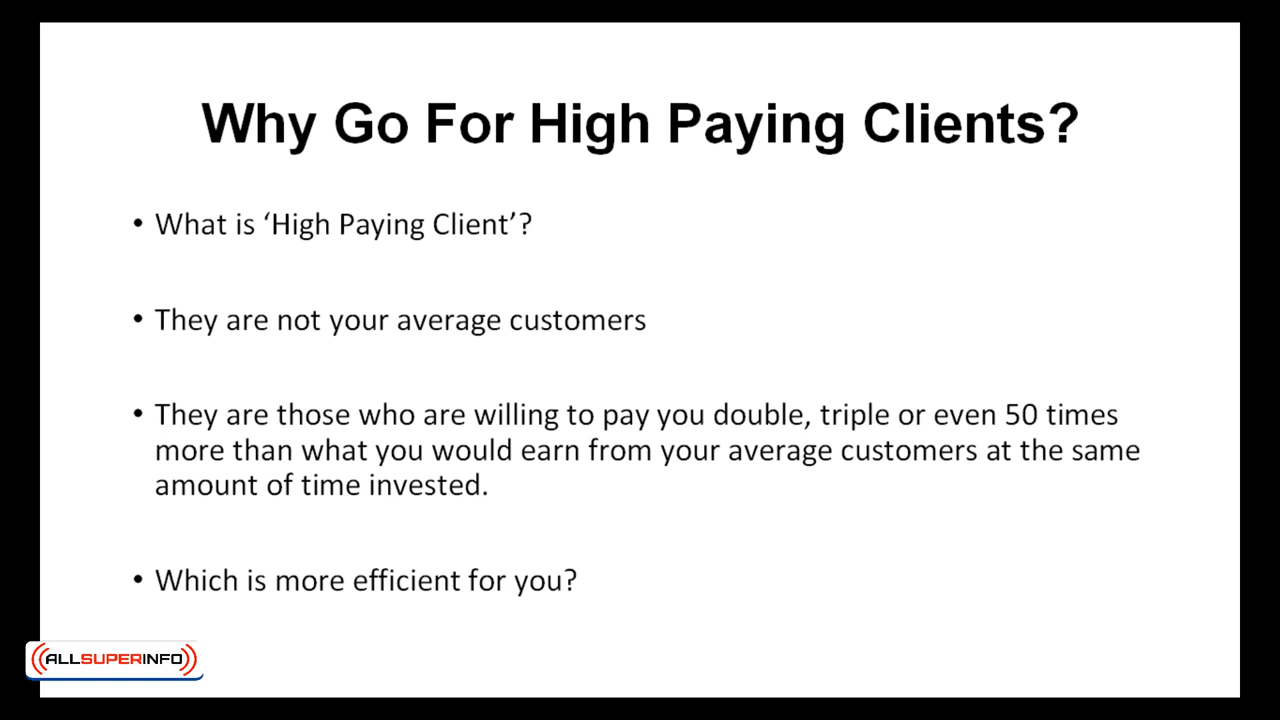 Why Go For High Paying Clients?
• What is ‘High Paying Client’?
• They are not your average customers
• They are those who are willing to pay you double, triple or even 50 times
more than what you would earn from your average customers at the same
amount of time invested.
• Which is more efficient for you?
ALLSUPERINFO